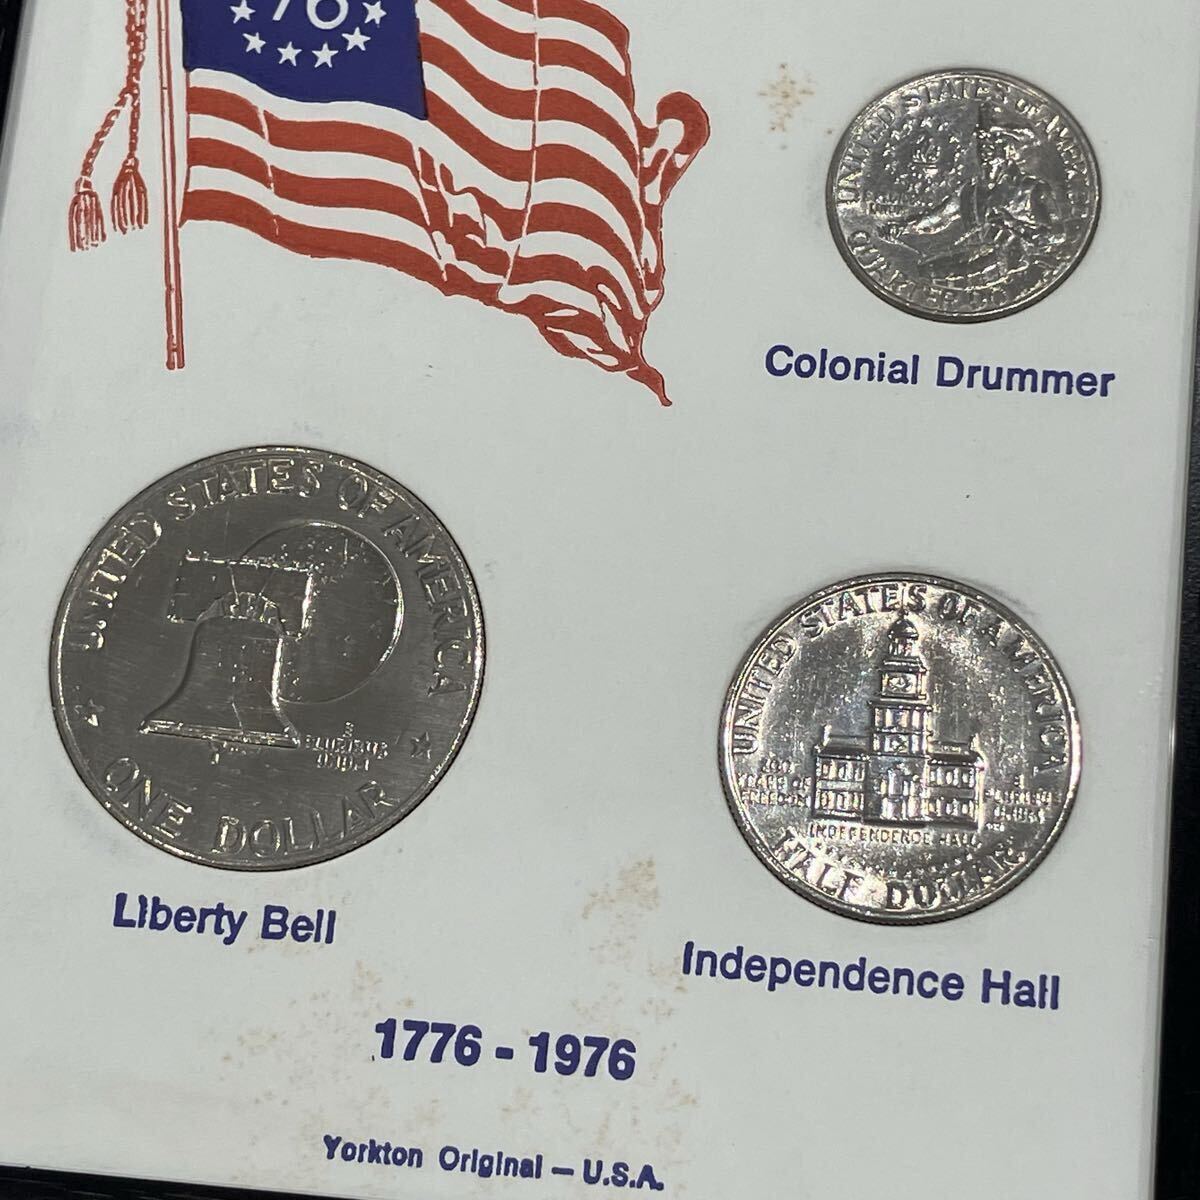 76
UNITED STATES OF AMERICA
QUARTER DOLLAR
Colonial Drummer
UNITED STATES OF AMERICA
E
PLURIBUS
UNUM
ONE DOLLAR
Liberty Bell
UNITED STATES OF AMERICA
200
YEARS OF
FREEDOM
E
PLURIBUS
UNUM
INDEPENDENCE HALL
HALF DOLLAR
Independence Hall
1776 - 1976
Yorkton Original - U.S.A.